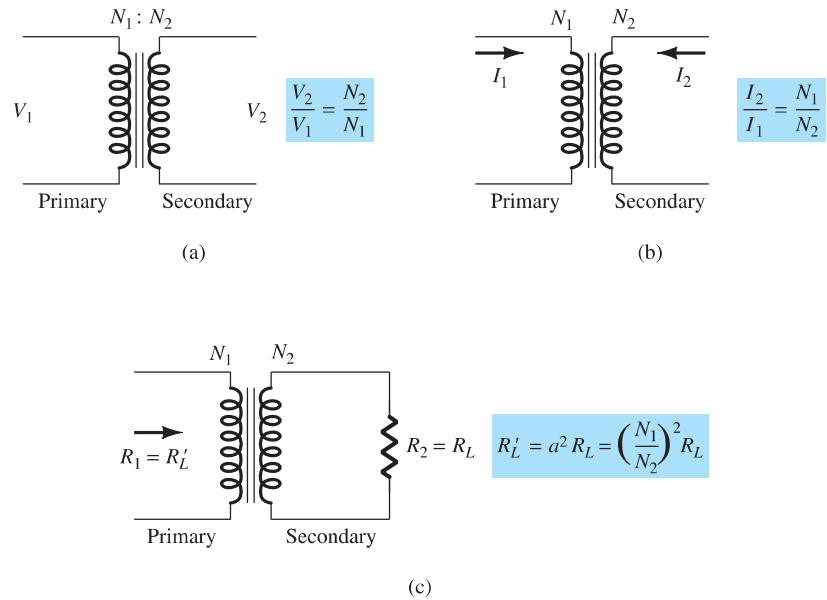 N₁ : N₂
V₁
V₂
V₂/V₁ = N₂/N₁
Primary
Secondary
(a)
N₁
N₂
I₁
I₂
I₂/I₁ = N₁/N₂
Primary
Secondary
(b)
N₁
N₂
R₁ = R′L
R₂ = RL
R′L = a² RL = (N₁/N₂)² RL
Primary
Secondary
(c)